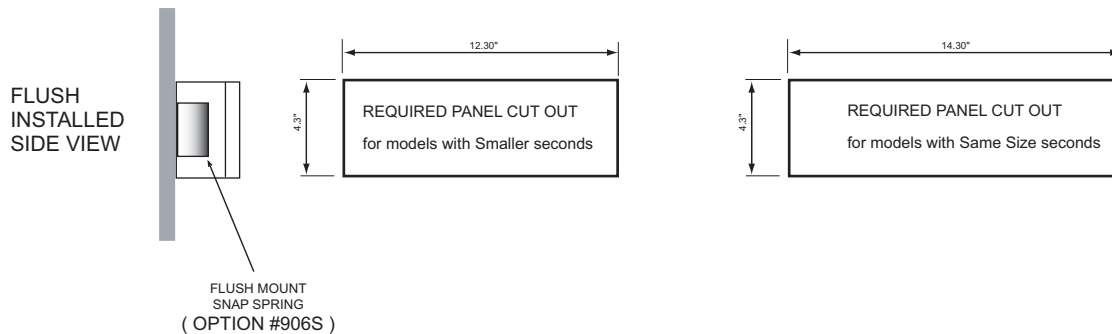 FLUSH
INSTALLED
SIDE VIEW
FLUSH MOUNT
SNAP SPRING
( OPTION #906S )
12.30"
4.3"
REQUIRED PANEL CUT OUT
for models with Smaller seconds
14.30"
4.3"
REQUIRED PANEL CUT OUT
for models with Same Size seconds